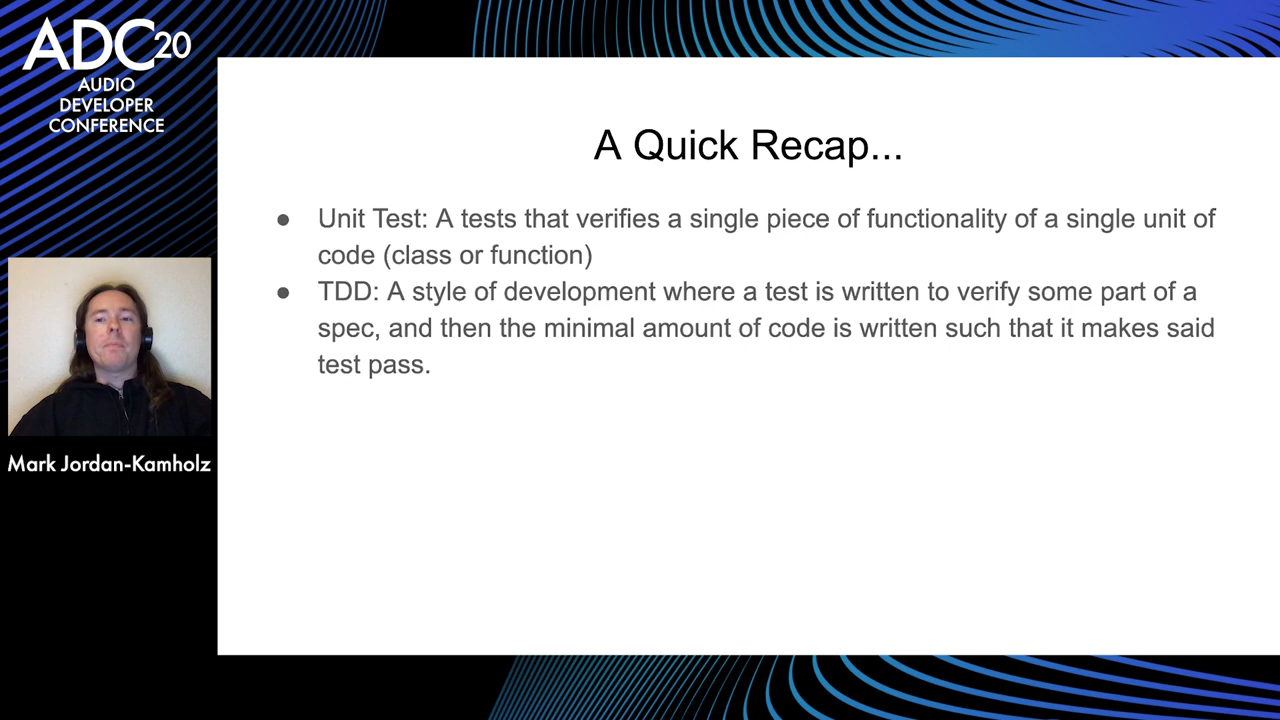 ADC20
AUDIO
DEVELOPER
CONFERENCE
A Quick Recap...
● Unit Test: A tests that verifies a single piece of functionality of a single unit of
code (class or function)
● TDD: A style of development where a test is written to verify some part of a
spec, and then the minimal amount of code is written such that it makes said
test pass.
Mark Jordan-Kamholz